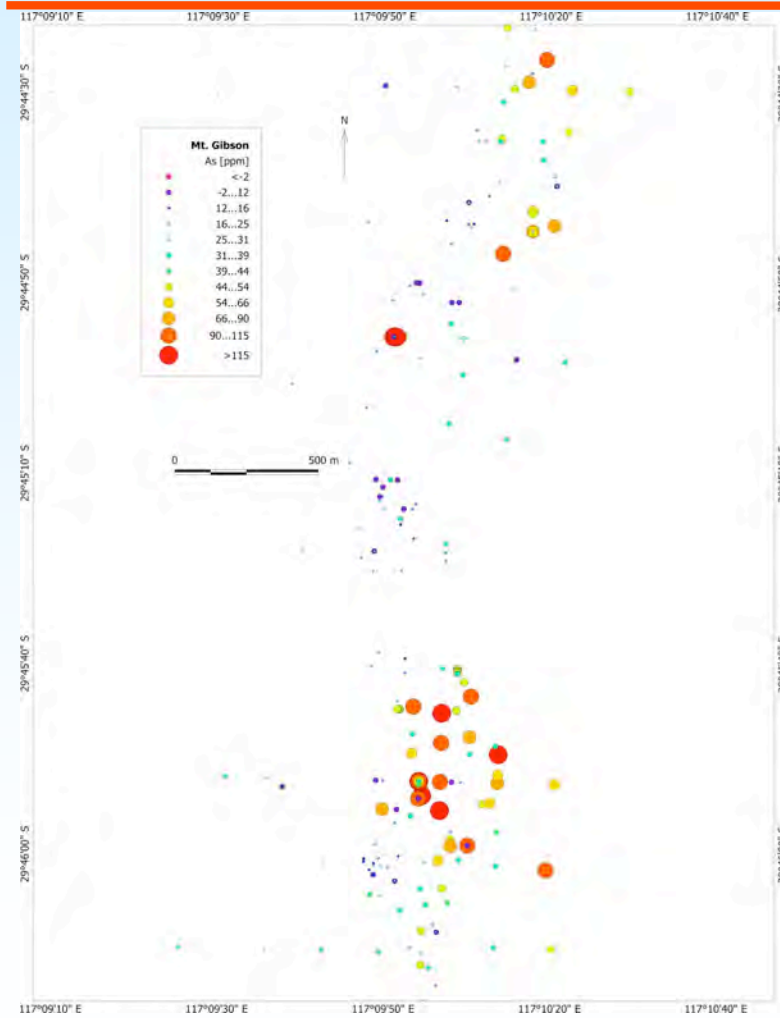 117°09'10" E 117°09'30" E 117°09'50" E 117°10'20" E 117°10'40" E
29°44'30" S
N
Mt. Gibson
As [ppm]
<-2
-2...12
12...16
16...25
25...31
31...39
39...44
44...54
54...66
66...90
90...115
>115
29°44'50" S
0 500 m
29°45'10" S
29°45'40" S
29°46'00" S
117°09'10" E 117°09'30" E 117°09'50" E 117°10'20" E 117°10'40" E